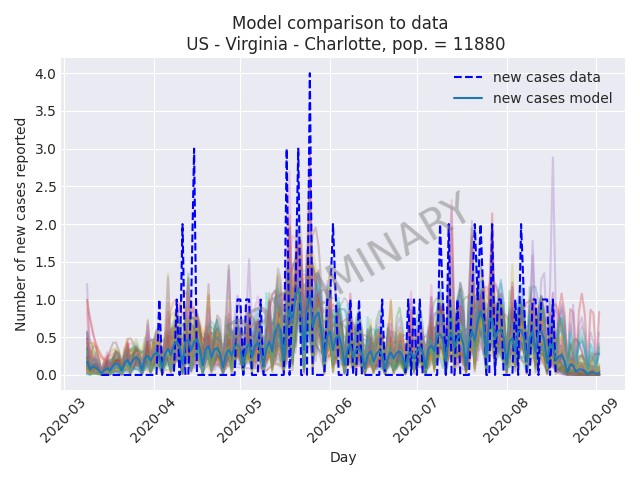 Model comparison to data
US - Virginia - Charlotte, pop. = 11880
new cases data
new cases model
Number of new cases reported
4.0
3.5
3.0
2.5
2.0
1.5
1.0
0.5
0.0
2020-03
2020-04
2020-05
2020-06
2020-07
2020-08
2020-09
Day